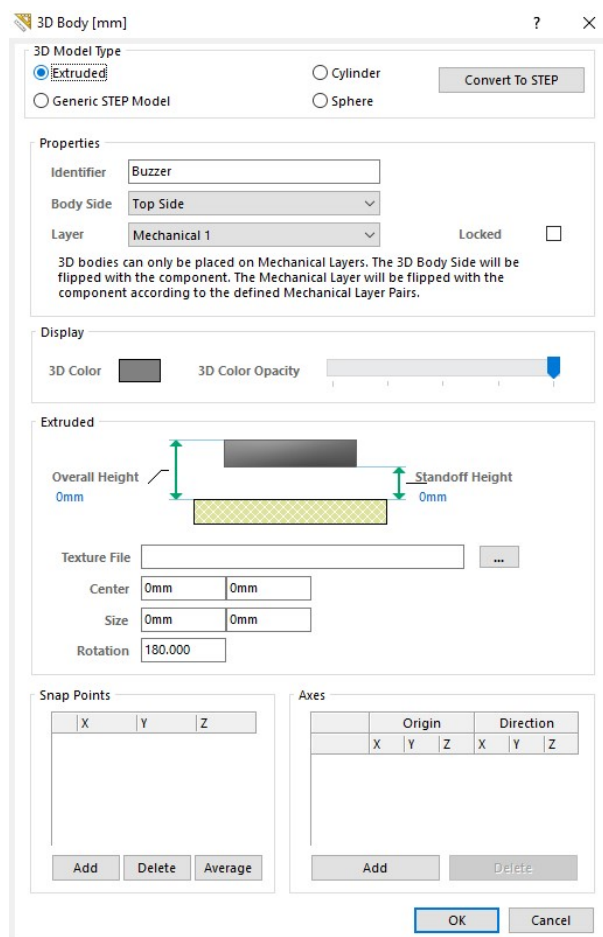 3D Body [mm]
? 
3D Model Type
Extruded
Cylinder
Convert To STEP
Generic STEP Model
Sphere
Properties
Identifier
Buzzer
Body Side
Top Side
Layer
Mechanical 1
Locked
3D bodies can only be placed on Mechanical Layers. The 3D Body Side will be
flipped with the component. The Mechanical Layer will be flipped with the
component according to the defined Mechanical Layer Pairs.
Display
3D Color
3D Color Opacity
Extruded
Overall Height
0mm
Standoff Height
0mm
Texture File
...
Center
0mm
0mm
Size
0mm
0mm
Rotation
180.000
Snap Points
X
Y
Z
Add
Delete
Average
Axes
Origin
Direction
X
Y
Z
X
Y
Z
Add
Delete
OK
Cancel